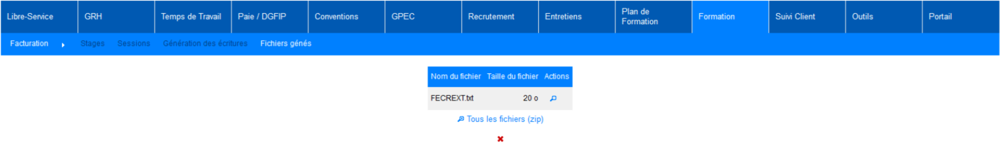 Libre-Service GRH Temps de Travail Paie / DGFIP Conventions GPEC Recrutement Entretiens Plan de Formation Formation Suivi Client Outils Portail
Facturation Stages Sessions Génération des écritures Fichiers génés
Nom du fichier Taille du fichier Actions
FECREXT.txt 20 o
Tous les fichiers (zip)